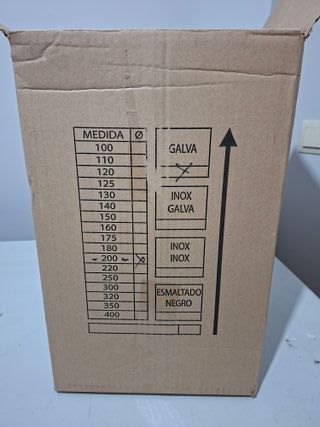 MEDIDA Ø
100
110
120
125
130
140
150
160
175
180
200
220
250
300
320
350
400
GALVA
INOX
GALVA
INOX
INOX
ESMALTADO
NEGRO